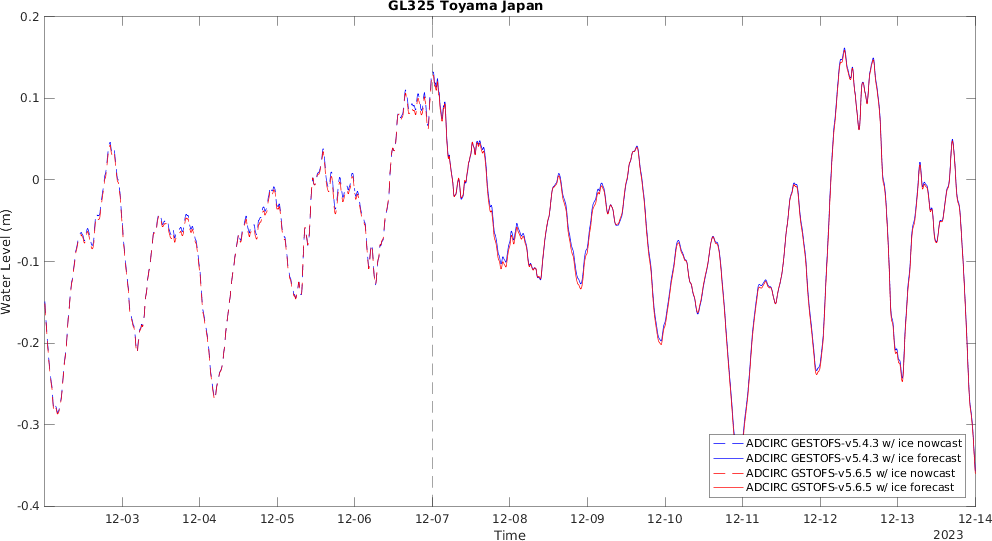 GL325 Toyama Japan
Water Level (m)
0.2
0.1
0
-0.1
-0.2
-0.3
-0.4
12-03 12-04 12-05 12-06 12-07 12-08 12-09 12-10 12-11 12-12 12-13 12-14
Time
2023
ADCIRC GESTOFS-v5.4.3 w/ ice nowcast
ADCIRC GESTOFS-v5.4.3 w/ ice forecast
ADCIRC GSTOFS-v5.6.5 w/ ice nowcast
ADCIRC GSTOFS-v5.6.5 w/ ice forecast